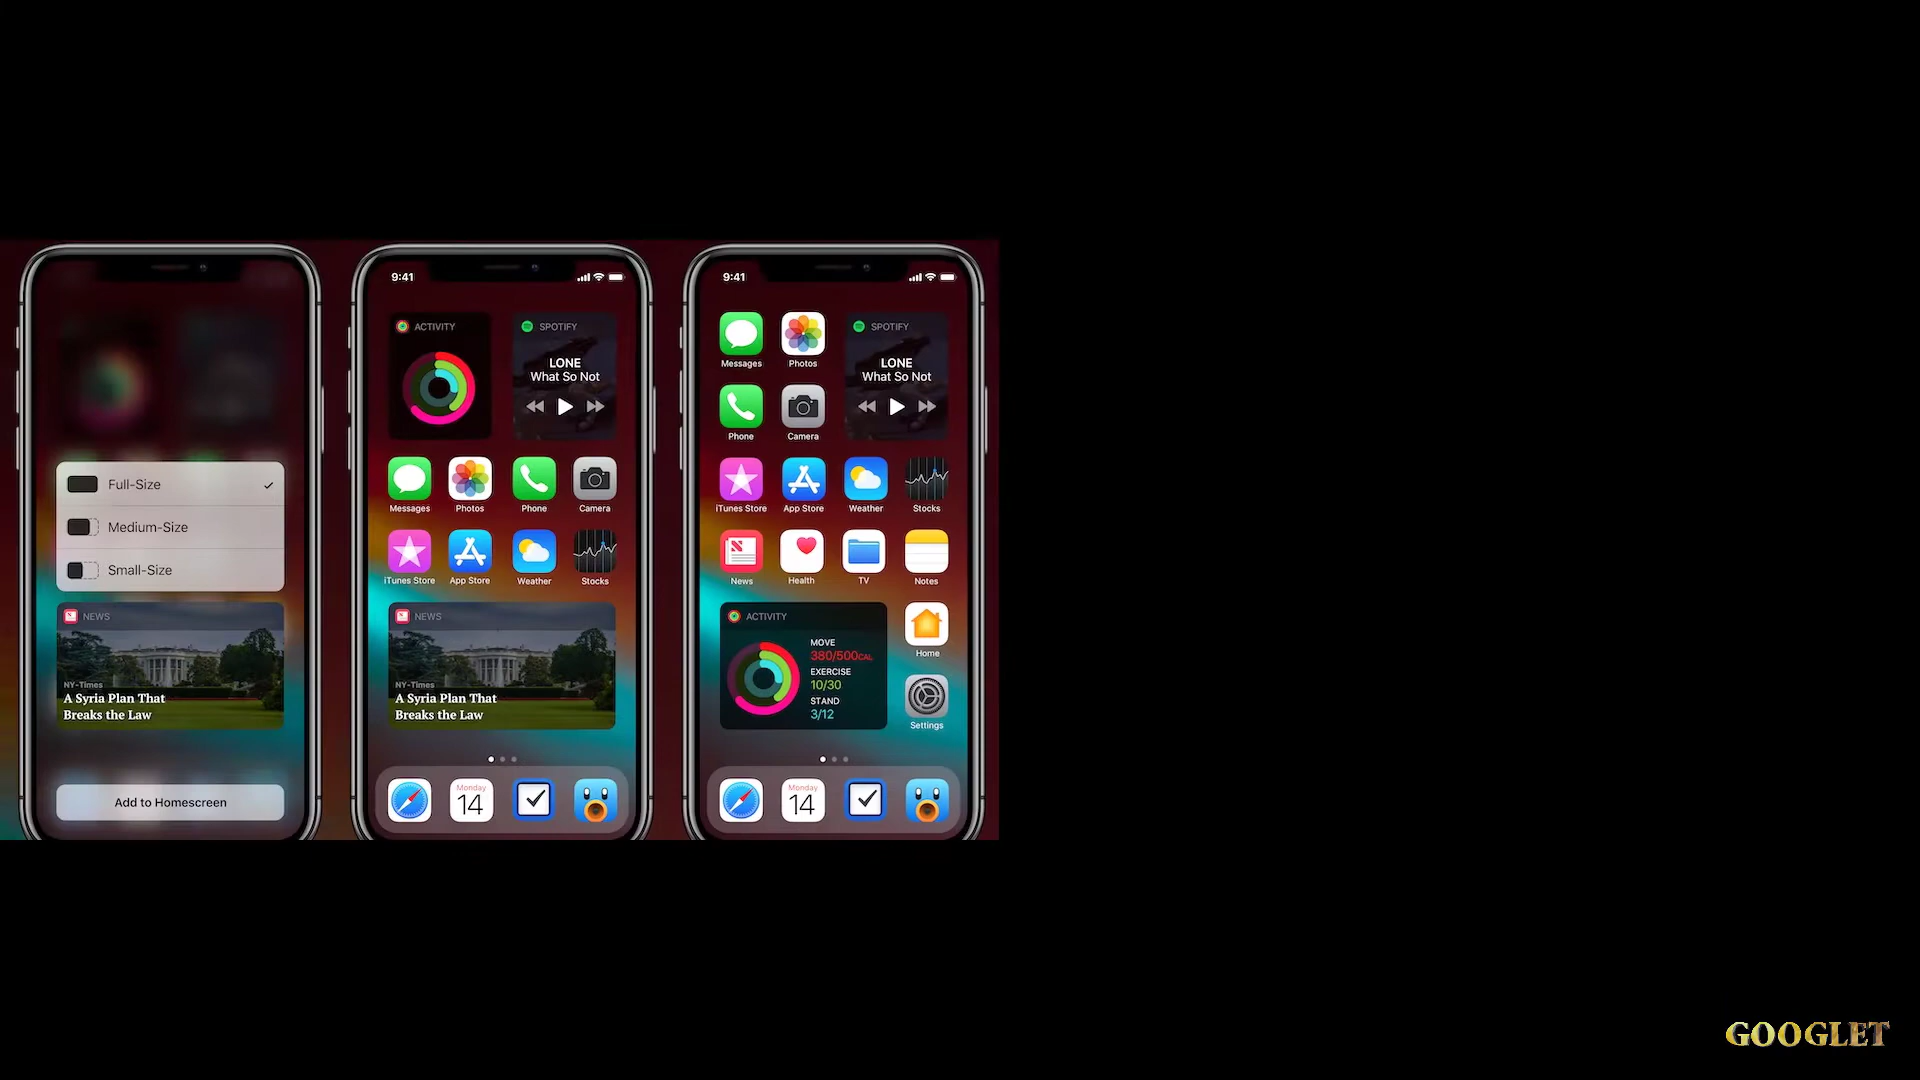 Full-Size
Medium-Size
Small-Size
NEWS
NY-Times
A Syria Plan That
Breaks the Law
Add to Homescreen
9:41
ACTIVITY
SPOTIFY
LONE
What So Not
Messages
Photos
Phone
Camera
iTunes Store
App Store
Weather
Stocks
NEWS
NY-Times
A Syria Plan That
Breaks the Law
Monday
14
9:41
Messages
Photos
SPOTIFY
LONE
What So Not
Phone
Camera
iTunes Store
App Store
Weather
Stocks
News
Health
TV
Notes
ACTIVITY
MOVE
380/500CAL
EXERCISE
10/30
STAND
3/12
Home
Settings
Monday
14
GOOGLET